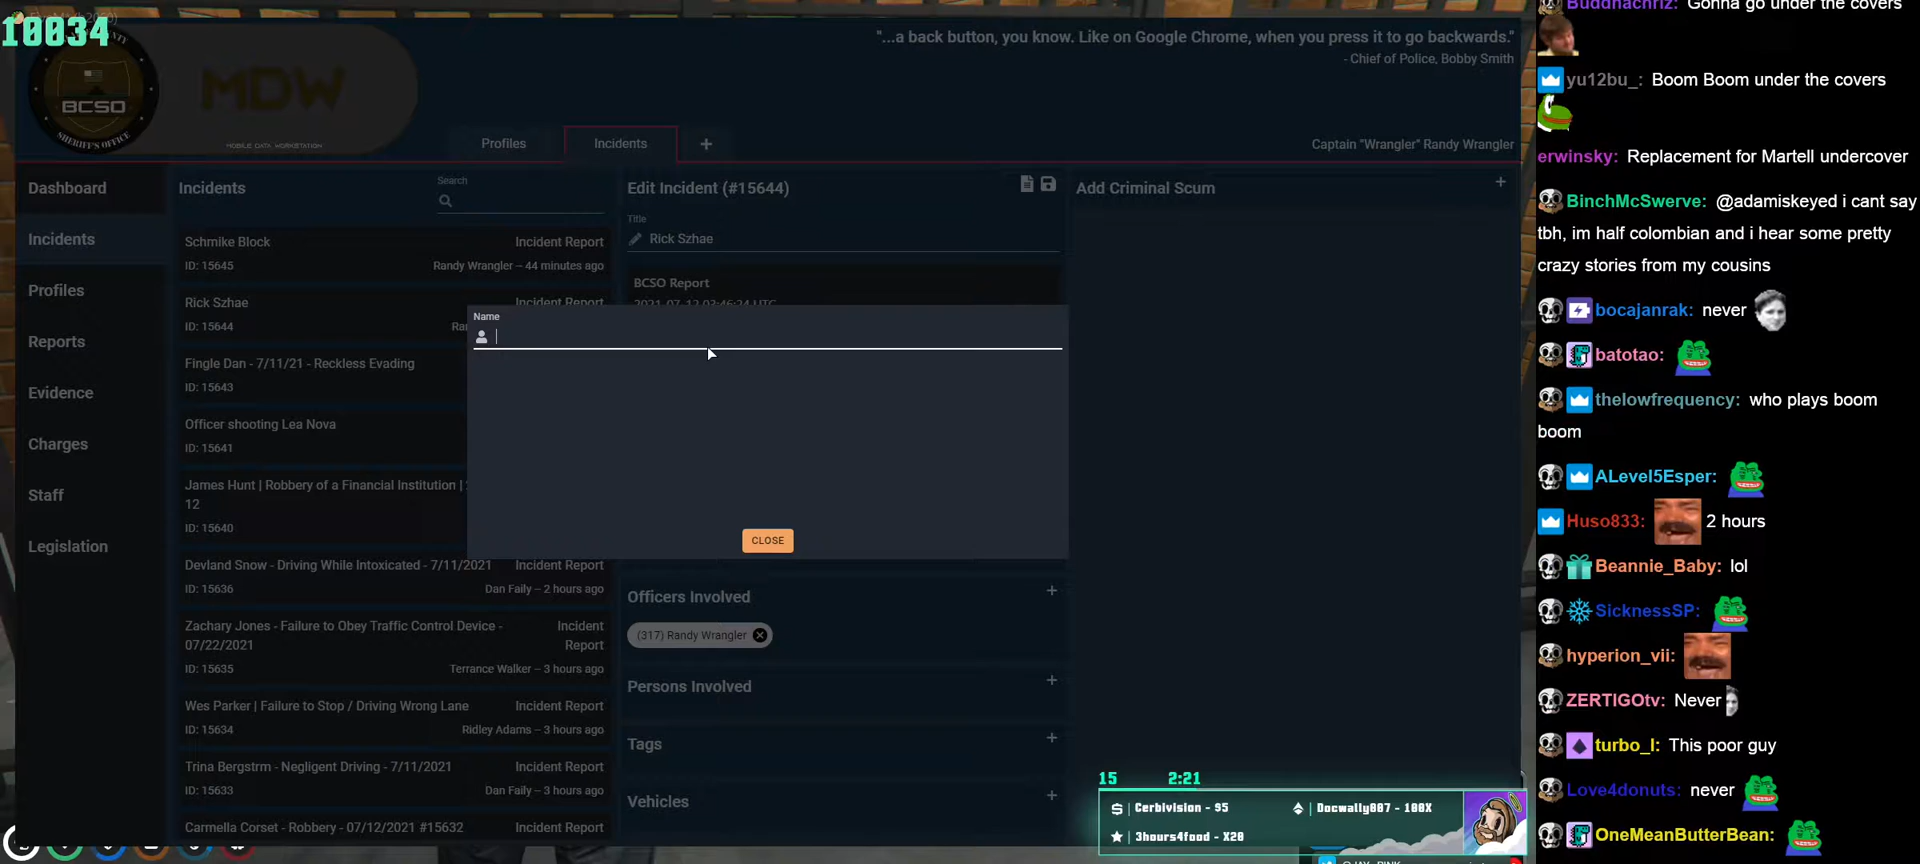 10034
BCSO
SHERIFF'S OFFICE
MDW
MOBILE DATA WORKSTATION
"...a back button, you know. Like on Google Chrome, when you press it to go backwards."
- Chief of Police, Bobby Smith
Profiles
Incidents
+
Captain "Wrangler" Randy Wrangler
Dashboard
Incidents
Profiles
Reports
Evidence
Charges
Staff
Legislation
Incidents
Search
Schmike Block Incident Report
ID: 15645 Randy Wrangler – 44 minutes ago
Rick Szhae Incident Report
ID: 15644
Fingle Dan - 7/11/21 - Reckless Evading
ID: 15643
Officer shooting Lea Nova
ID: 15641
James Hunt | Robbery of a Financial Institution |
12
ID: 15640
Devland Snow - Driving While Intoxicated - 7/11/2021 Incident Report
ID: 15636 Dan Faily – 2 hours ago
Zachary Jones - Failure to Obey Traffic Control Device - Incident
07/22/2021 Report
ID: 15635 Terrance Walker – 3 hours ago
Wes Parker | Failure to Stop / Driving Wrong Lane Incident Report
ID: 15634 Ridley Adams – 3 hours ago
Trina Bergstrm - Negligent Driving - 7/11/2021 Incident Report
ID: 15633 Dan Faily – 3 hours ago
Carmella Corset - Robbery - 07/12/2021 #15632 Incident Report
Edit Incident (#15644)
Title
Rick Szhae
BCSO Report
2021-07-12 03:46:24 UTC
Name
CLOSE
Officers Involved +
(317) Randy Wrangler
Persons Involved +
Tags +
Vehicles +
Add Criminal Scum +
15 2:21
$ | Cerbivision - 95
Docwally007 - 100X
3hours4food - X20
Buddhachriz: Gonna go under the covers
yu12bu_: Boom Boom under the covers
erwinsky: Replacement for Martell undercover
BinchMcSwerve: @adamiskeyed i cant say
tbh, im half colombian and i hear some pretty
crazy stories from my cousins
bocajanrak: never
batotao:
thelowfrequency: who plays boom
boom
ALevel5Esper:
Huso833: 2 hours
Beannie_Baby: lol
SicknessSP:
hyperion_vii:
ZERTIGOtv: Never
turbo_l: This poor guy
Love4donuts: never
OneMeanButterBean: